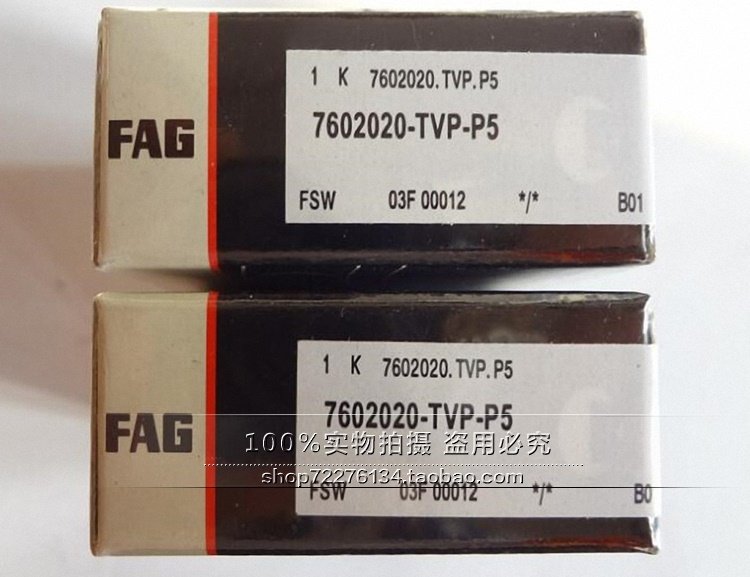 FAG
1 K 7602020.TVP.P5
7602020-TVP-P5
FSW 03F 00012 */* B01
FAG
1 K 7602020.TVP.P5
7602020-TVP-P5
100%实物拍摄 盗用必究
shop72276134.taobao.com
FSW 03F 00012 */* B0